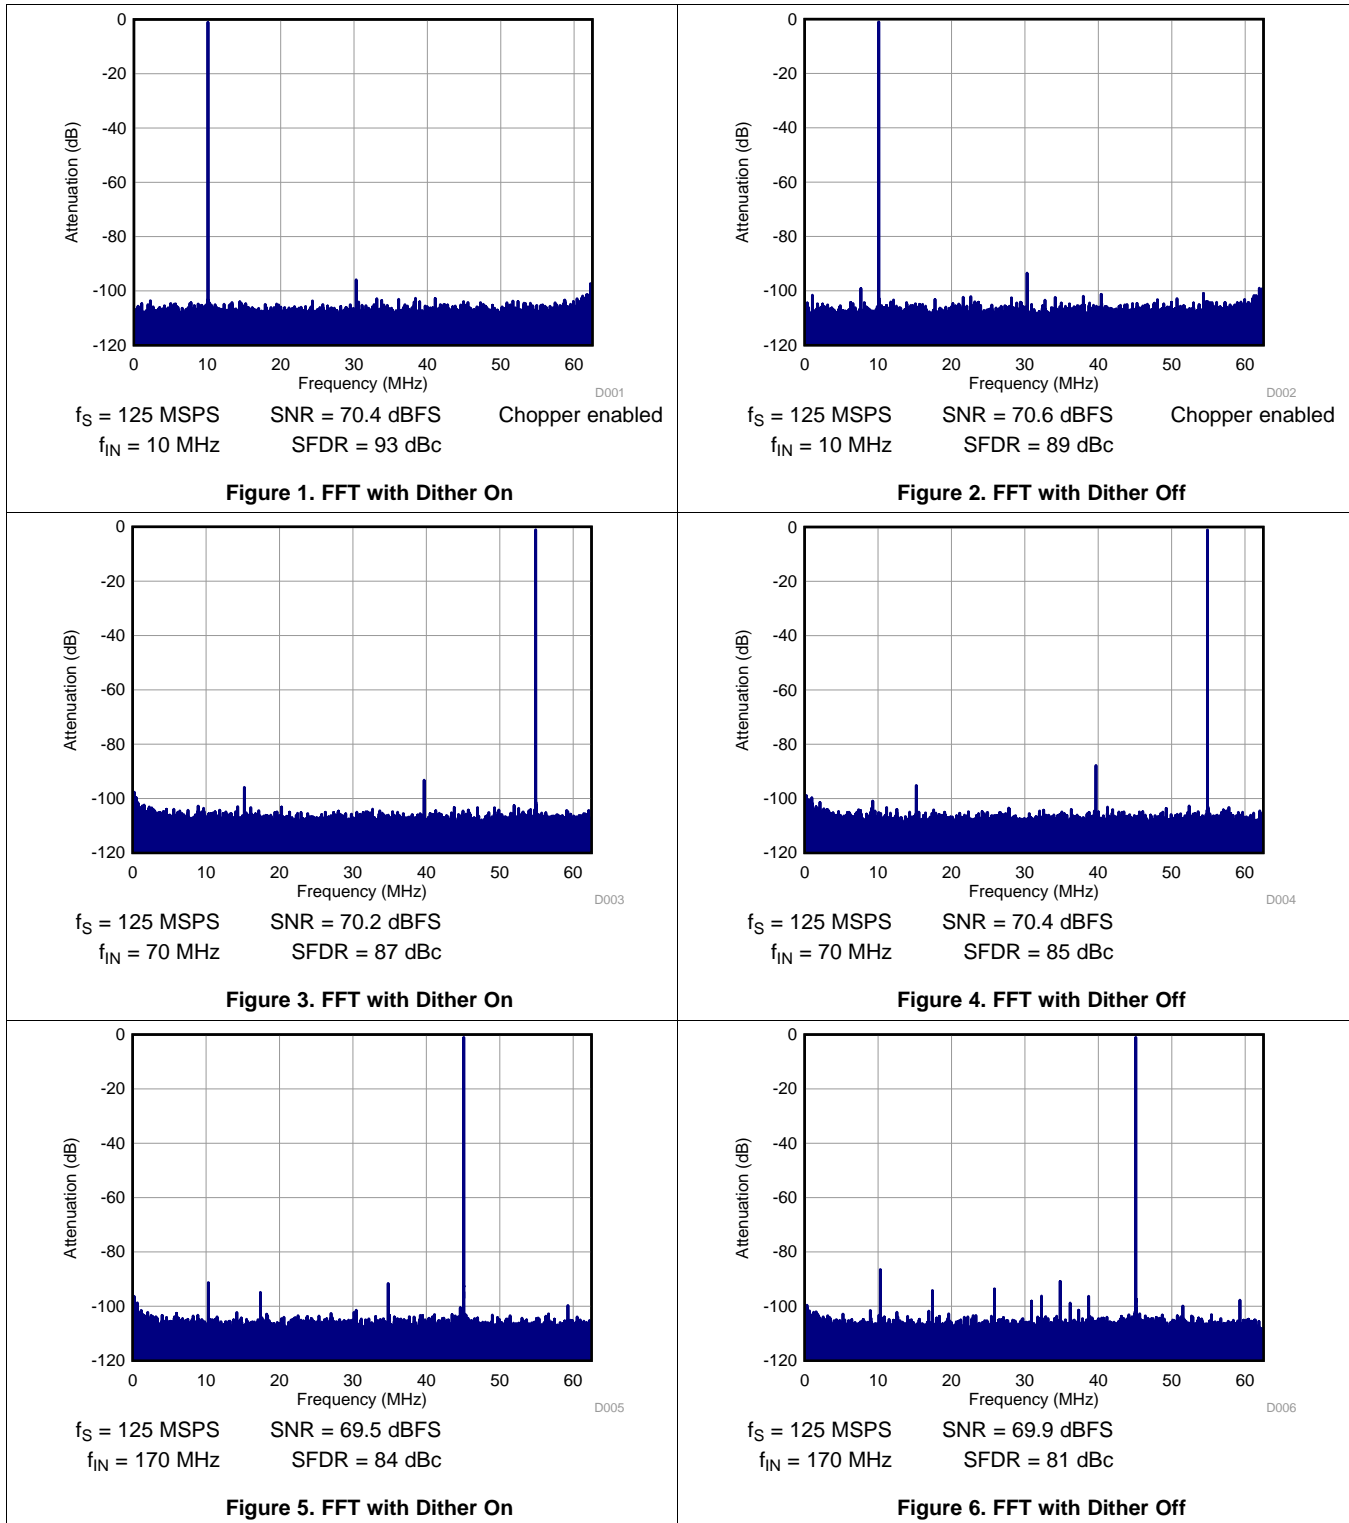 0
-20
-40
-60
-80
-100
-120
Attenuation (dB)
0 10 20 30 40 50 60
Frequency (MHz)
D001
fS = 125 MSPS SNR = 70.4 dBFS Chopper enabled
fIN = 10 MHz SFDR = 93 dBc
Figure 1. FFT with Dither On
0
-20
-40
-60
-80
-100
-120
Attenuation (dB)
0 10 20 30 40 50 60
Frequency (MHz)
D002
fS = 125 MSPS SNR = 70.6 dBFS Chopper enabled
fIN = 10 MHz SFDR = 89 dBc
Figure 2. FFT with Dither Off
0
-20
-40
-60
-80
-100
-120
Attenuation (dB)
0 10 20 30 40 50 60
Frequency (MHz)
D003
fS = 125 MSPS SNR = 70.2 dBFS
fIN = 70 MHz SFDR = 87 dBc
Figure 3. FFT with Dither On
0
-20
-40
-60
-80
-100
-120
Attenuation (dB)
0 10 20 30 40 50 60
Frequency (MHz)
D004
fS = 125 MSPS SNR = 70.4 dBFS
fIN = 70 MHz SFDR = 85 dBc
Figure 4. FFT with Dither Off
0
-20
-40
-60
-80
-100
-120
Attenuation (dB)
0 10 20 30 40 50 60
Frequency (MHz)
D005
fS = 125 MSPS SNR = 69.5 dBFS
fIN = 170 MHz SFDR = 84 dBc
Figure 5. FFT with Dither On
0
-20
-40
-60
-80
-100
-120
Attenuation (dB)
0 10 20 30 40 50 60
Frequency (MHz)
D006
fS = 125 MSPS SNR = 69.9 dBFS
fIN = 170 MHz SFDR = 81 dBc
Figure 6. FFT with Dither Off